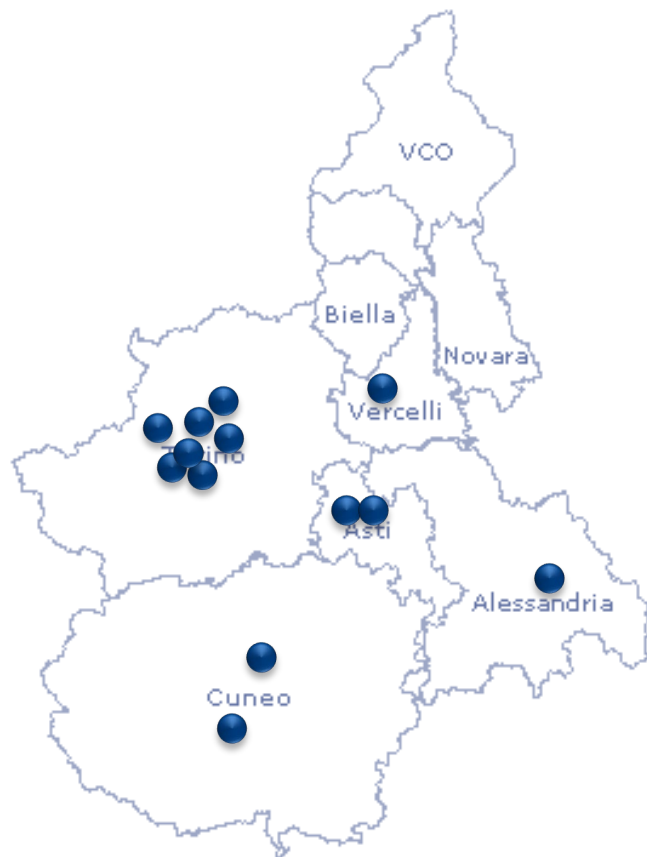 VCO
Biella
Novara
Vercelli
Asti
Alessandria
Cuneo